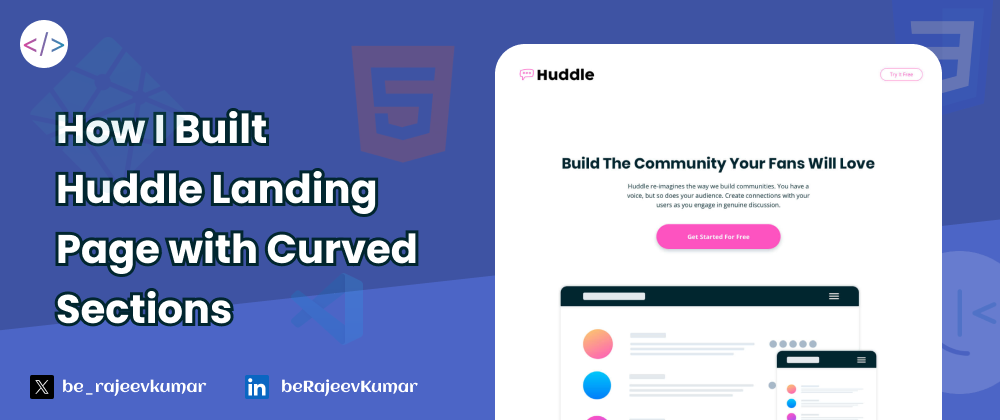 </>
How I Built
Huddle Landing
Page with Curved
Sections
be_rajeevkumar
beRajeevKumar
Huddle
Try It Free
Build The Community Your Fans Will Love
Huddle re-imagines the way we build communities. You have a
voice, but so does your audience. Create connections with your
users as you engage in genuine discussion.
Get Started For Free